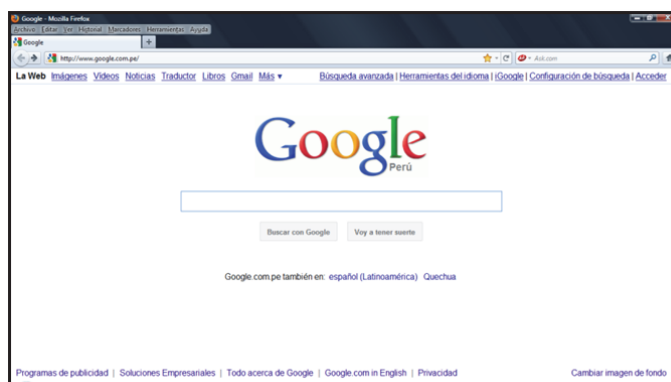 Google - Mozilla Firefox
Archivo Editar Ver Historial Marcadores Herramientas Ayuda
Google
http://www.google.com.pe/ Ask.com
La Web Imágenes Vídeos Noticias Traductor Libros Gmail Más ▾ Búsqueda avanzada | Herramientas del idioma | iGoogle | Configuración de búsqueda | Acceder
Google
Perú
Buscar con Google Voy a tener suerte
Google.com.pe también en: español (Latinoamérica) Quechua
Programas de publicidad | Soluciones Empresariales | Todo acerca de Google | Google.com in English | Privacidad Cambiar imagen de fondo